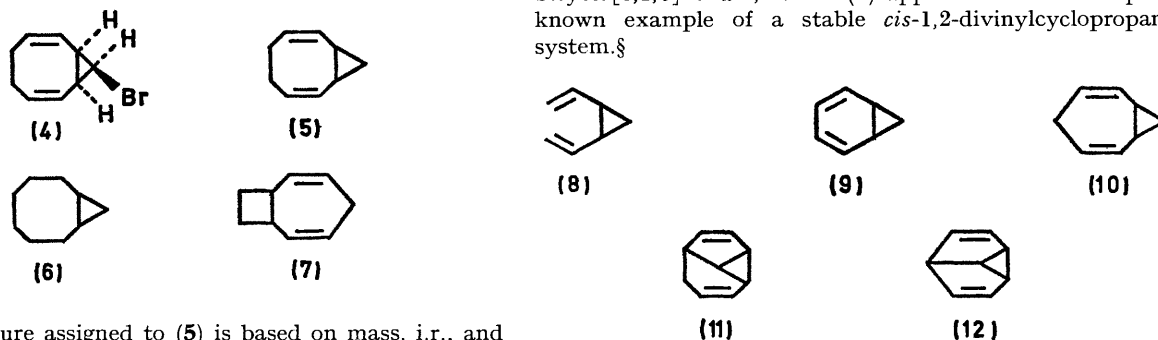 known example of a stable cis-1,2-divinylcyclopropan
system.§
H
H
Br
H
(4)
(5)
(6)
(7)
(8)
(9)
(10)
(11)
(12)
ure assigned to (5) is based on mass, i.r., and